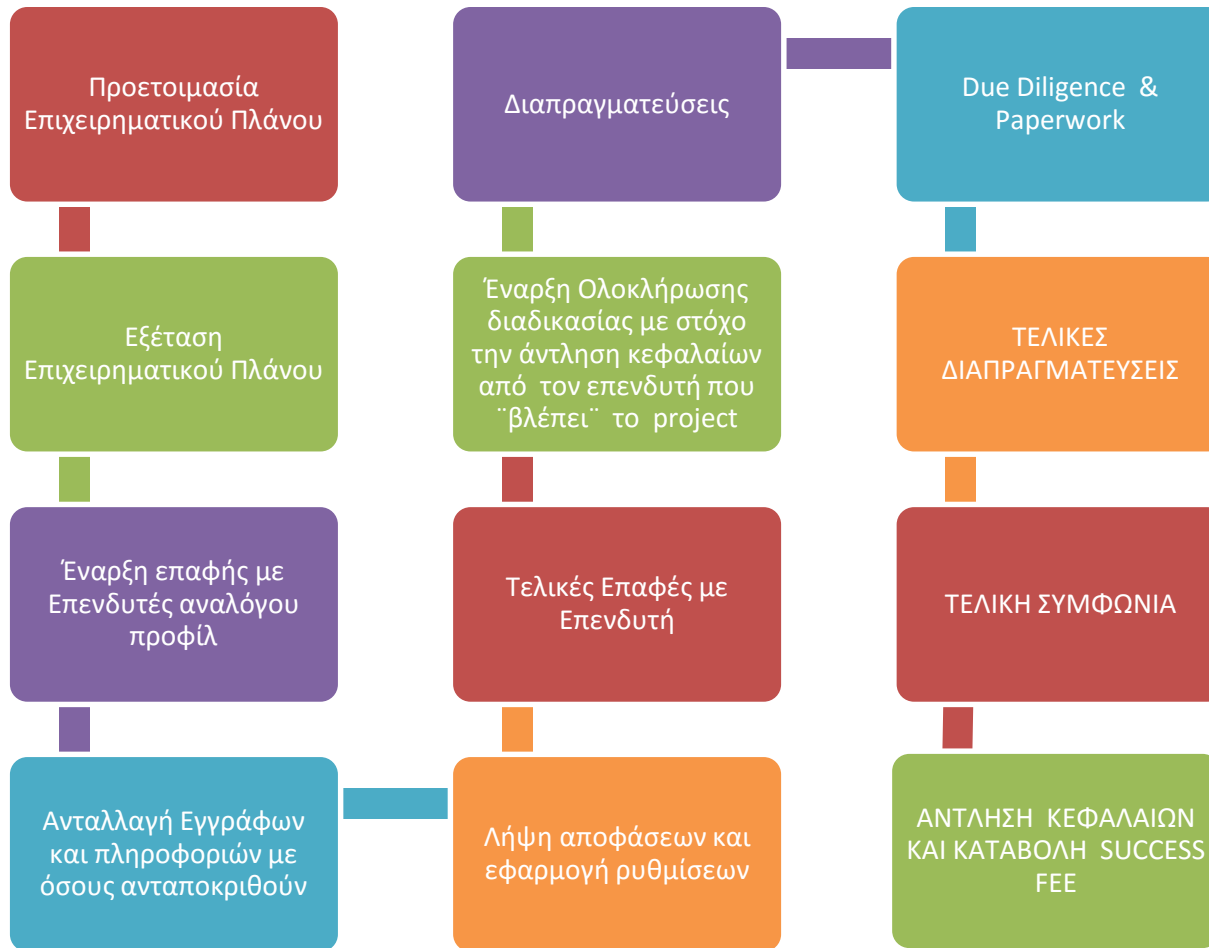 Προετοιμασία
Επιχειρηματικού Πλάνου
Εξέταση
Επιχειρηματικού Πλάνου
Έναρξη επαφής με
Επενδυτές αναλόγου
προφίλ
Ανταλλαγή Εγγράφων
και πληροφοριών με
όσους ανταποκριθούν
Λήψη αποφάσεων και
εφαρμογή ρυθμίσεων
Τελικές Επαφές με
Επενδυτή
Έναρξη Ολοκλήρωσης
διαδικασίας με στόχο
την άντληση κεφαλαίων
από τον επενδυτή που
¨βλέπει¨ το project
Διαπραγματεύσεις
Due Diligence &
Paperwork
ΤΕΛΙΚΕΣ
ΔΙΑΠΡΑΓΜΑΤΕΥΣΕΙΣ
ΤΕΛΙΚΗ ΣΥΜΦΩΝΙΑ
ΑΝΤΛΗΣΗ ΚΕΦΑΛΑΙΩΝ
ΚΑΙ ΚΑΤΑΒΟΛΗ SUCCESS
FEE